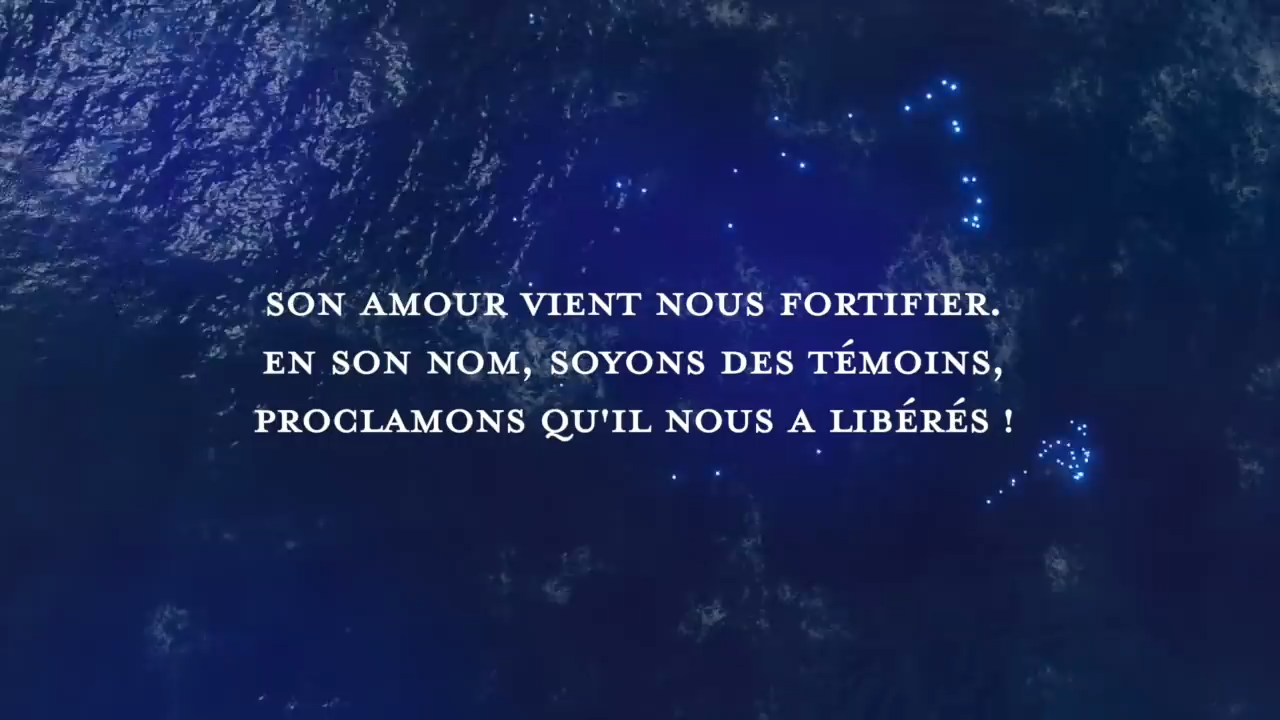 SON AMOUR VIENT NOUS FORTIFIER.
EN SON NOM, SOYONS DES TÉMOINS,
PROCLAMONS QU'IL NOUS A LIBÉRÉS !